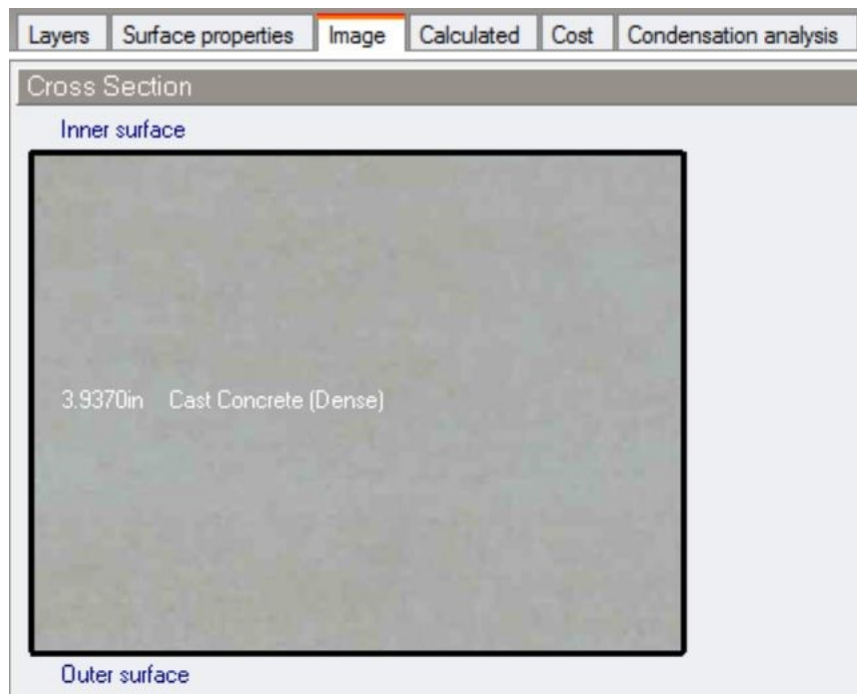 Layers Surface properties Image Calculated Cost Condensation analysis
Cross Section
Inner surface
3.9370in Cast Concrete (Dense)
Outer surface